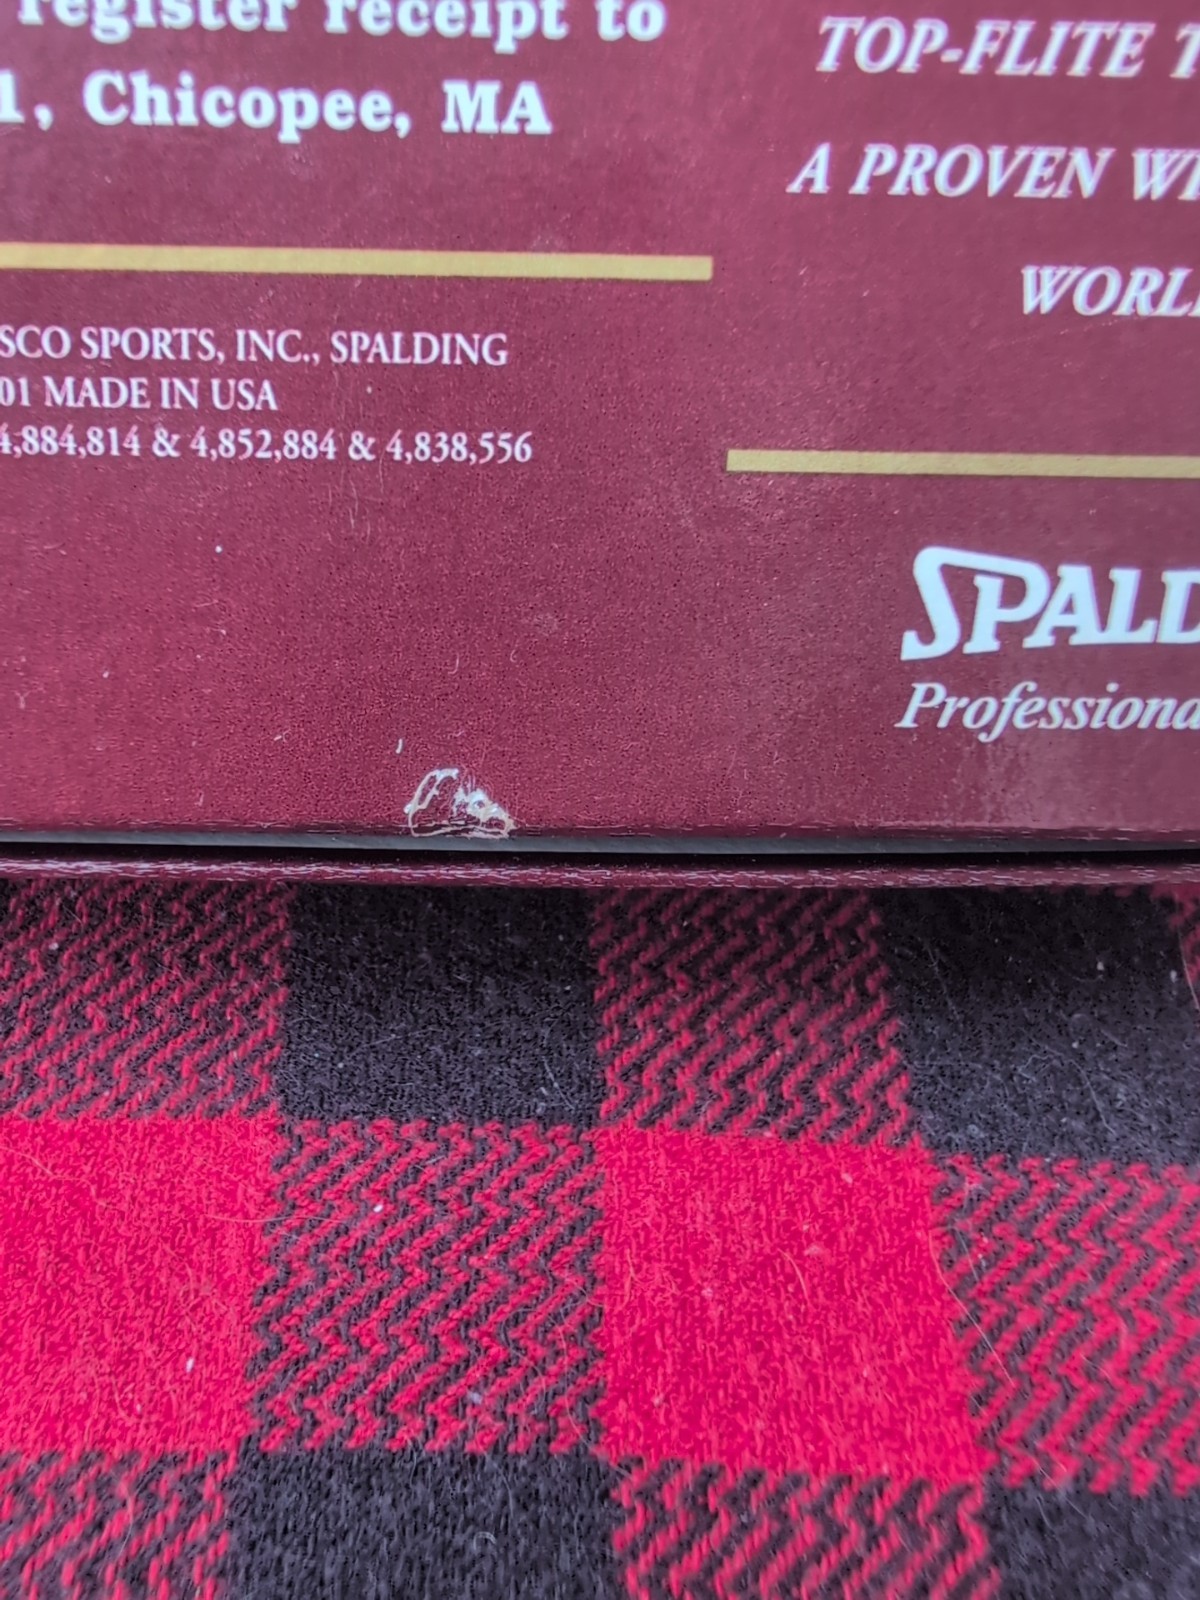 register receipt to
1, Chicopee, MA
SCO SPORTS, INC., SPALDING
01 MADE IN USA
4,884,814 & 4,852,884 & 4,838,556
TOP-FLITE T
A PROVEN WI
WORL
SPALD
Professiona